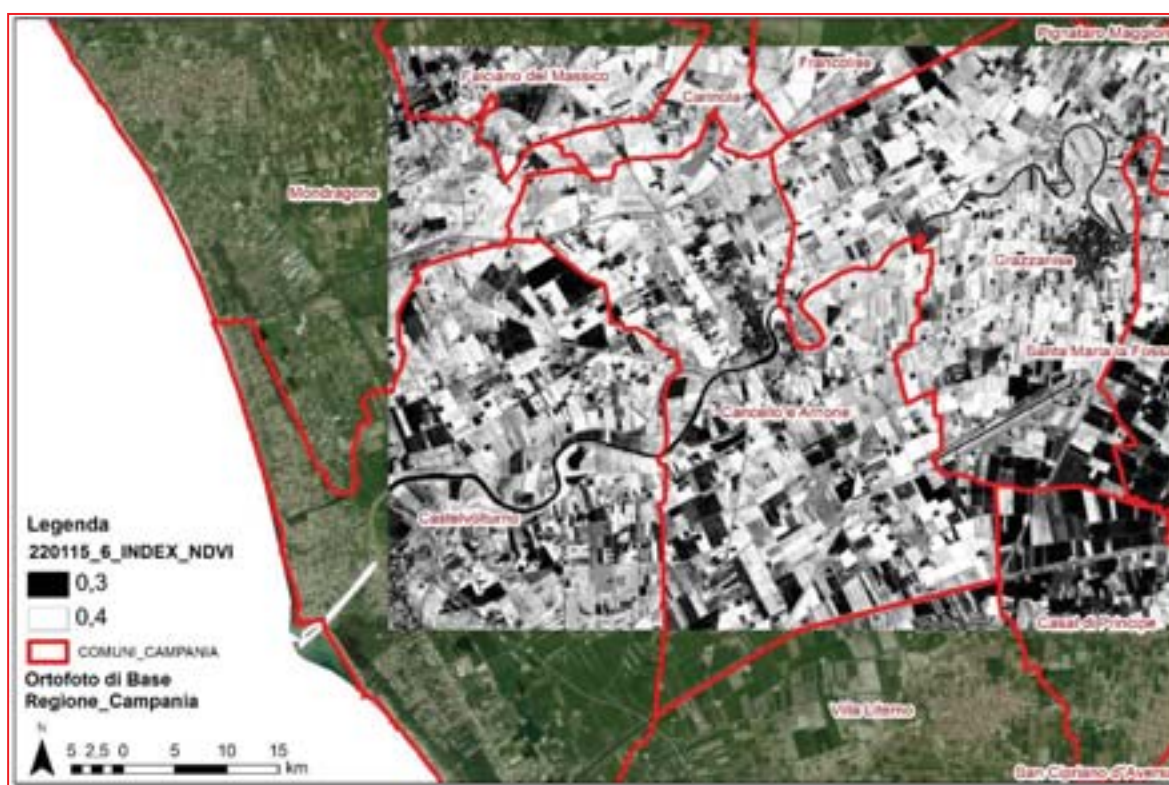 Pignataro Maggiore
Francolise
Falciano del Massico
Carinola
Mondragone
Grazzanise
Santa Maria la Fossa
Cancello e Arnone
Castelvolturno
Casal di Principe
Villa Literno
San Cipriano d'Aversa
Legenda
220115_6_INDEX_NDVI
0,3
0,4
COMUNI_CAMPANIA
Ortofoto di Base
Regione_Campania
N
5 2,5 0 5 10 15
km